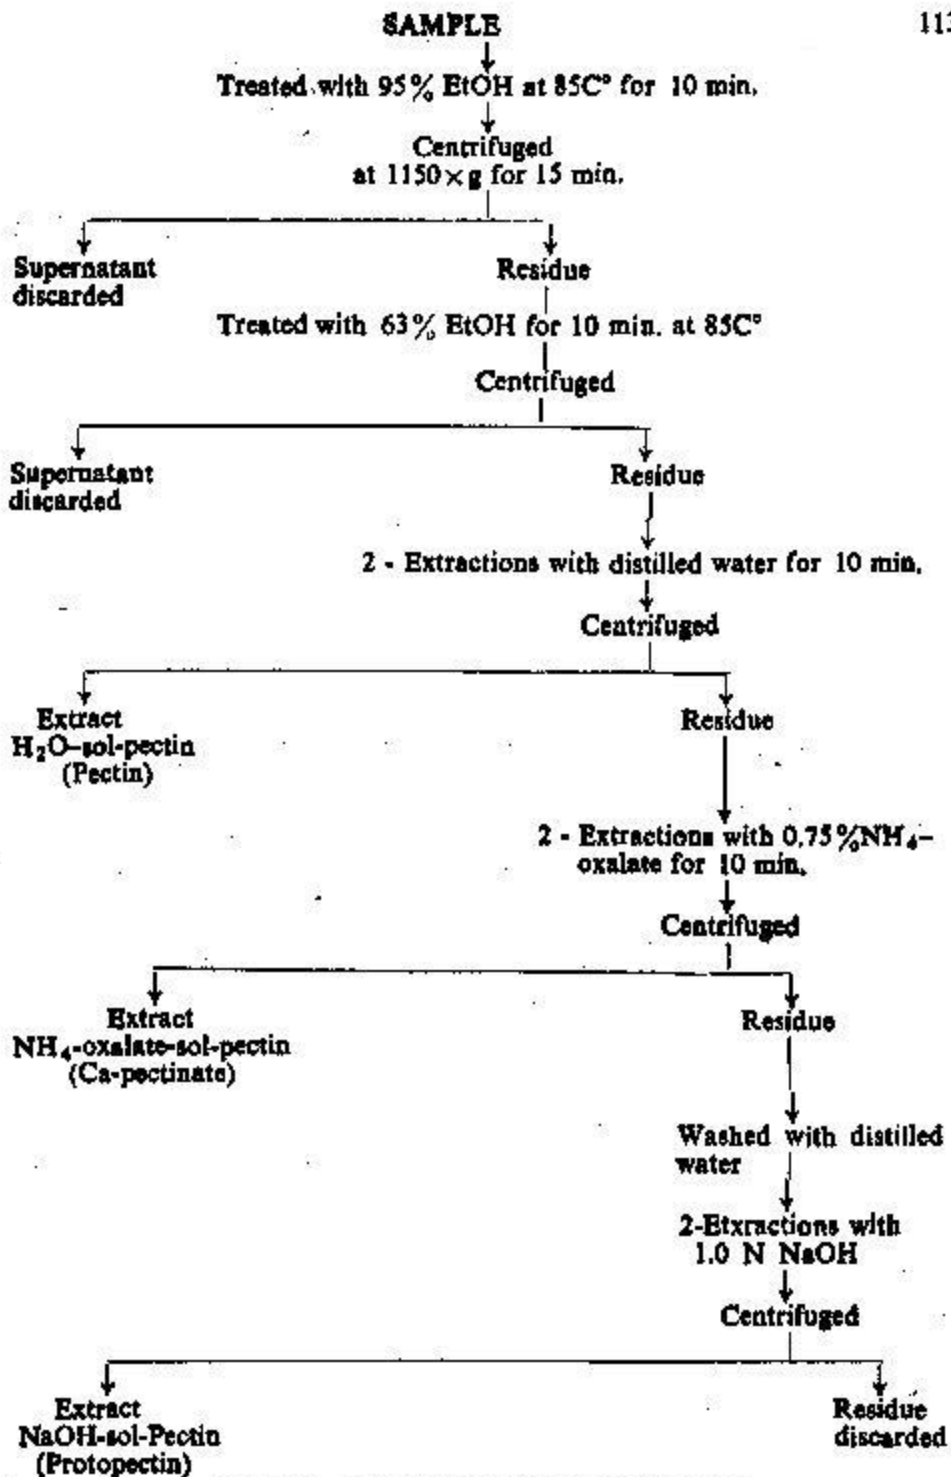 SAMPLE
113
Treated with 95% EtOH at 85C° for 10 min.
Centrifuged
at 1150×g for 15 min.
Supernatant
discarded
Residue
Treated with 63% EtOH for 10 min. at 85C°
Centrifuged
Supernatant
discarded
Residue
2 - Extractions with distilled water for 10 min.
Centrifuged
Extract
H₂O-sol-pectin
(Pectin)
Residue
2 - Extractions with 0.75%NH₄-
oxalate for 10 min.
Centrifuged
Extract
NH₄-oxalate-sol-pectin
(Ca-pectinate)
Residue
Washed with distilled
water
2-Etxractions with
1.0 N NaOH
Centrifuged
Extract
NaOH-sol-Pectin
(Protopectin)
Residue
discarded